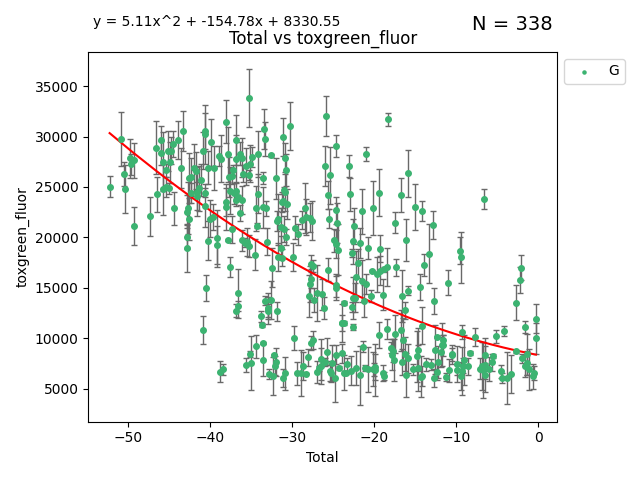 y = 5.11x^2 + -154.78x + 8330.55
N = 338
Total vs toxgreen_fluor
G
35000
30000
25000
20000
15000
10000
5000
toxgreen_fluor
−50
−40
−30
−20
−10
0
Total